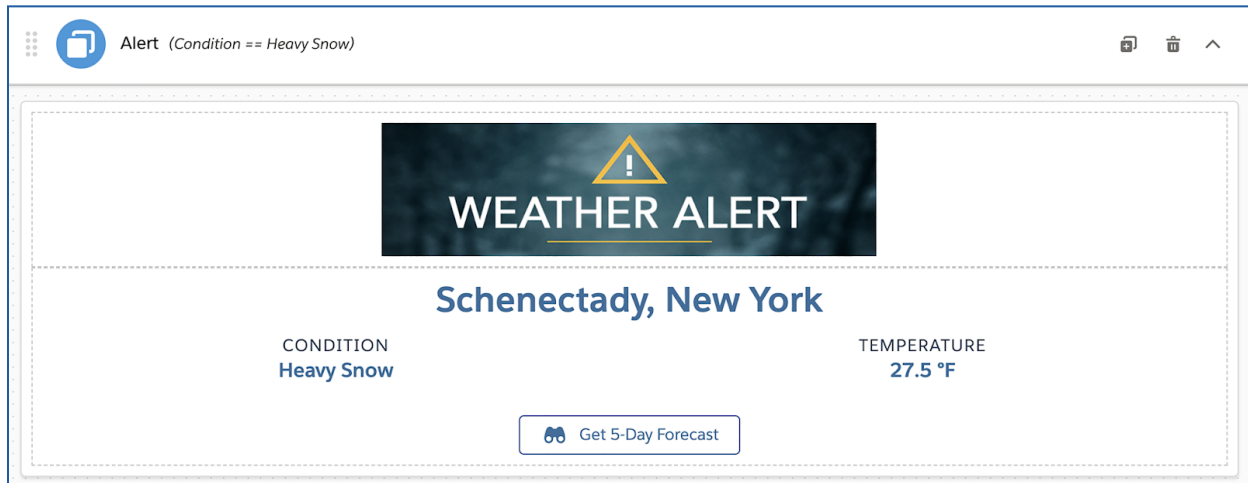 Alert (Condition == Heavy Snow)
WEATHER ALERT
Schenectady, New York
CONDITION
Heavy Snow
TEMPERATURE
27.5 °F
Get 5-Day Forecast